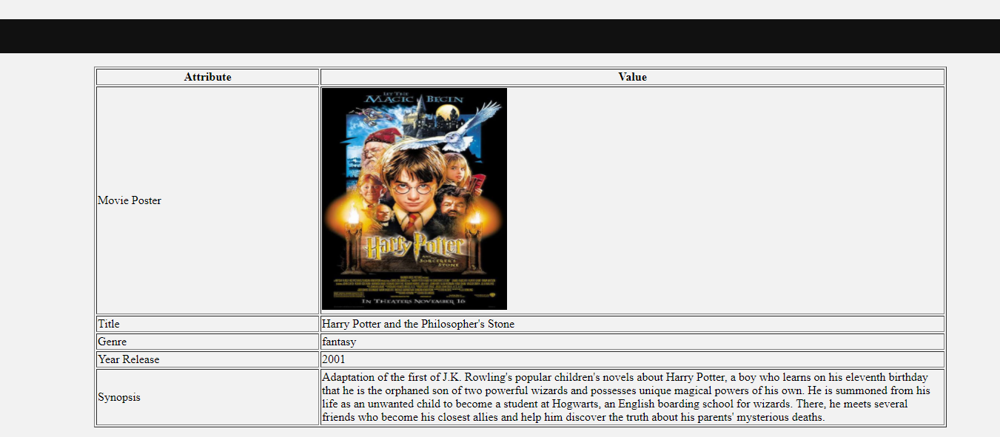 Attribute Value
LET THE
MAGIC BEGIN
Movie Poster
Harry Potter
AND THE
SORCERER'S
STONE
IN THEATERS NOVEMBER 16
Title Harry Potter and the Philosopher's Stone
Genre fantasy
Year Release 2001
Synopsis
Adaptation of the first of J.K. Rowling's popular children's novels about Harry Potter, a boy who learns on his eleventh birthday
that he is the orphaned son of two powerful wizards and possesses unique magical powers of his own. He is summoned from his
life as an unwanted child to become a student at Hogwarts, an English boarding school for wizards. There, he meets several
friends who become his closest allies and help him discover the truth about his parents' mysterious deaths.